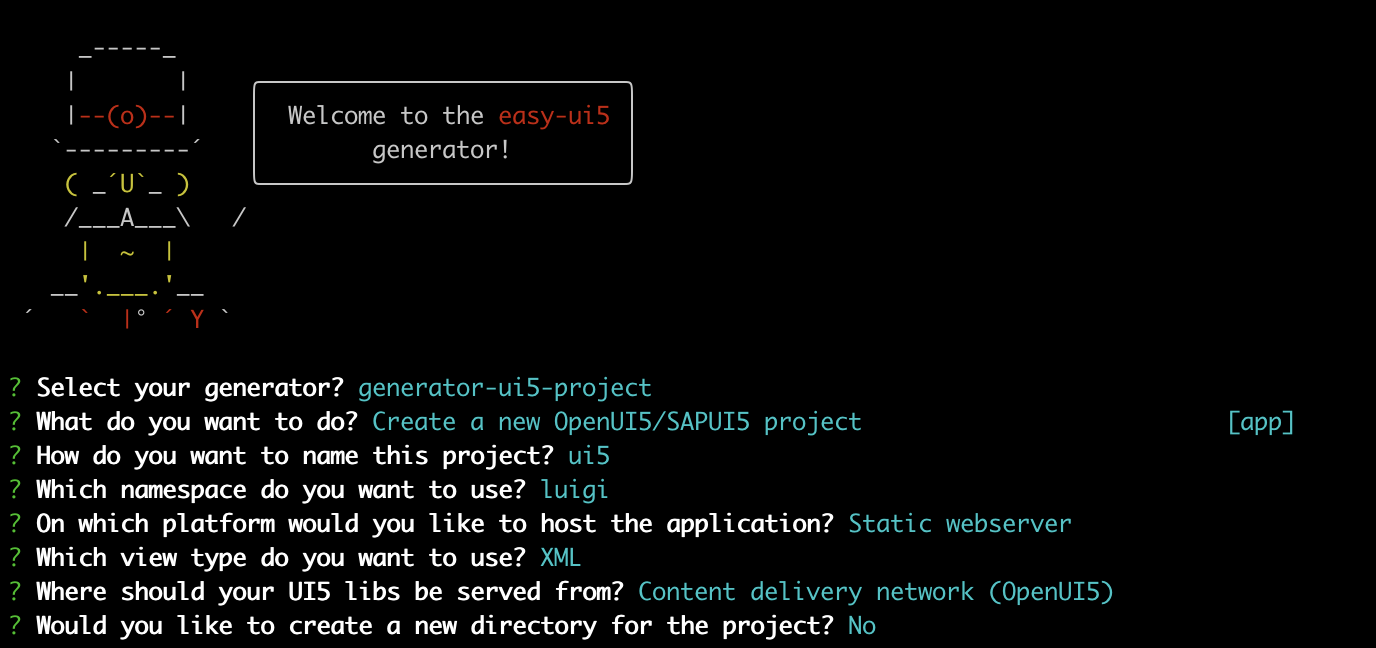 _-----_
|       |
|--(o)--|
`---------´
( _´U`_ )
/___A___\   /
|  ~  |
__'.___.'__
´   `  |° ´ Y `
Welcome to the easy-ui5
generator!
? Select your generator? generator-ui5-project
? What do you want to do? Create a new OpenUI5/SAPUI5 project [app]
? How do you want to name this project? ui5
? Which namespace do you want to use? luigi
? On which platform would you like to host the application? Static webserver
? Which view type do you want to use? XML
? Where should your UI5 libs be served from? Content delivery network (OpenUI5)
? Would you like to create a new directory for the project? No